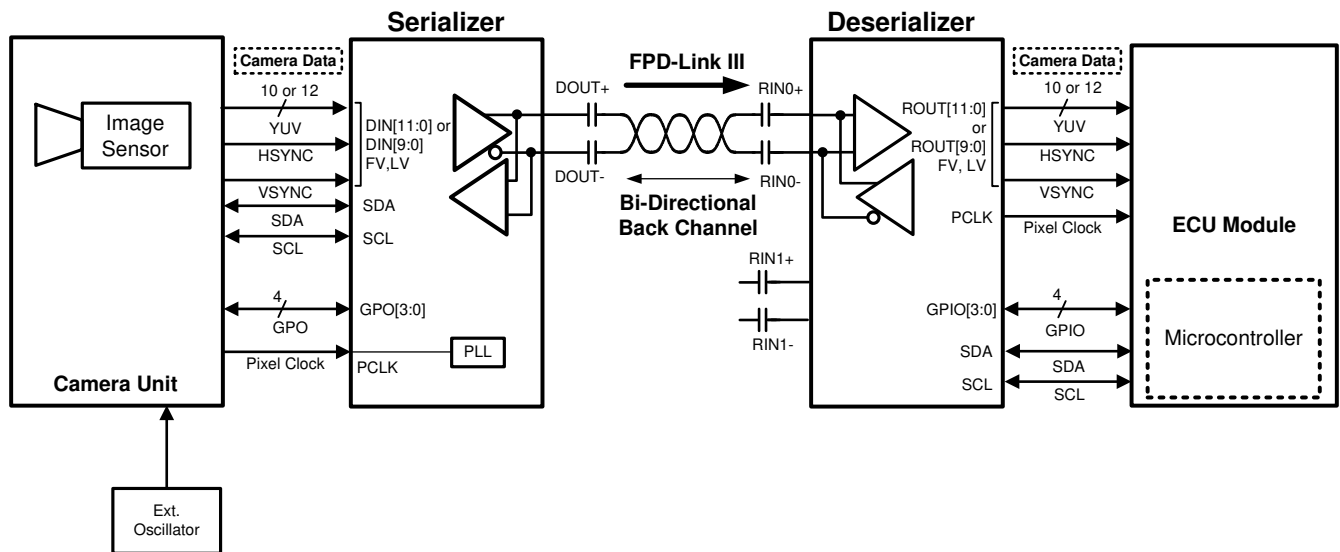 Serializer
Deserializer
Camera Data
FPD-Link III
Camera Data
10 or 12
YUV
HSYNC
VSYNC
SDA
SCL
4
GPO
Pixel Clock
Image
Sensor
Camera Unit
Ext.
Oscillator
DIN[11:0] or
DIN[9:0]
FV,LV
SDA
SCL
GPO[3:0]
PCLK
PLL
DOUT+
DOUT-
RIN0+
RIN0-
Bi-Directional
Back Channel
RIN1+
RIN1-
ROUT[11:0]
or
ROUT[9:0]
FV, LV
PCLK
GPIO[3:0]
SDA
SCL
10 or 12
YUV
HSYNC
VSYNC
Pixel Clock
4
GPIO
SDA
SCL
ECU Module
Microcontroller